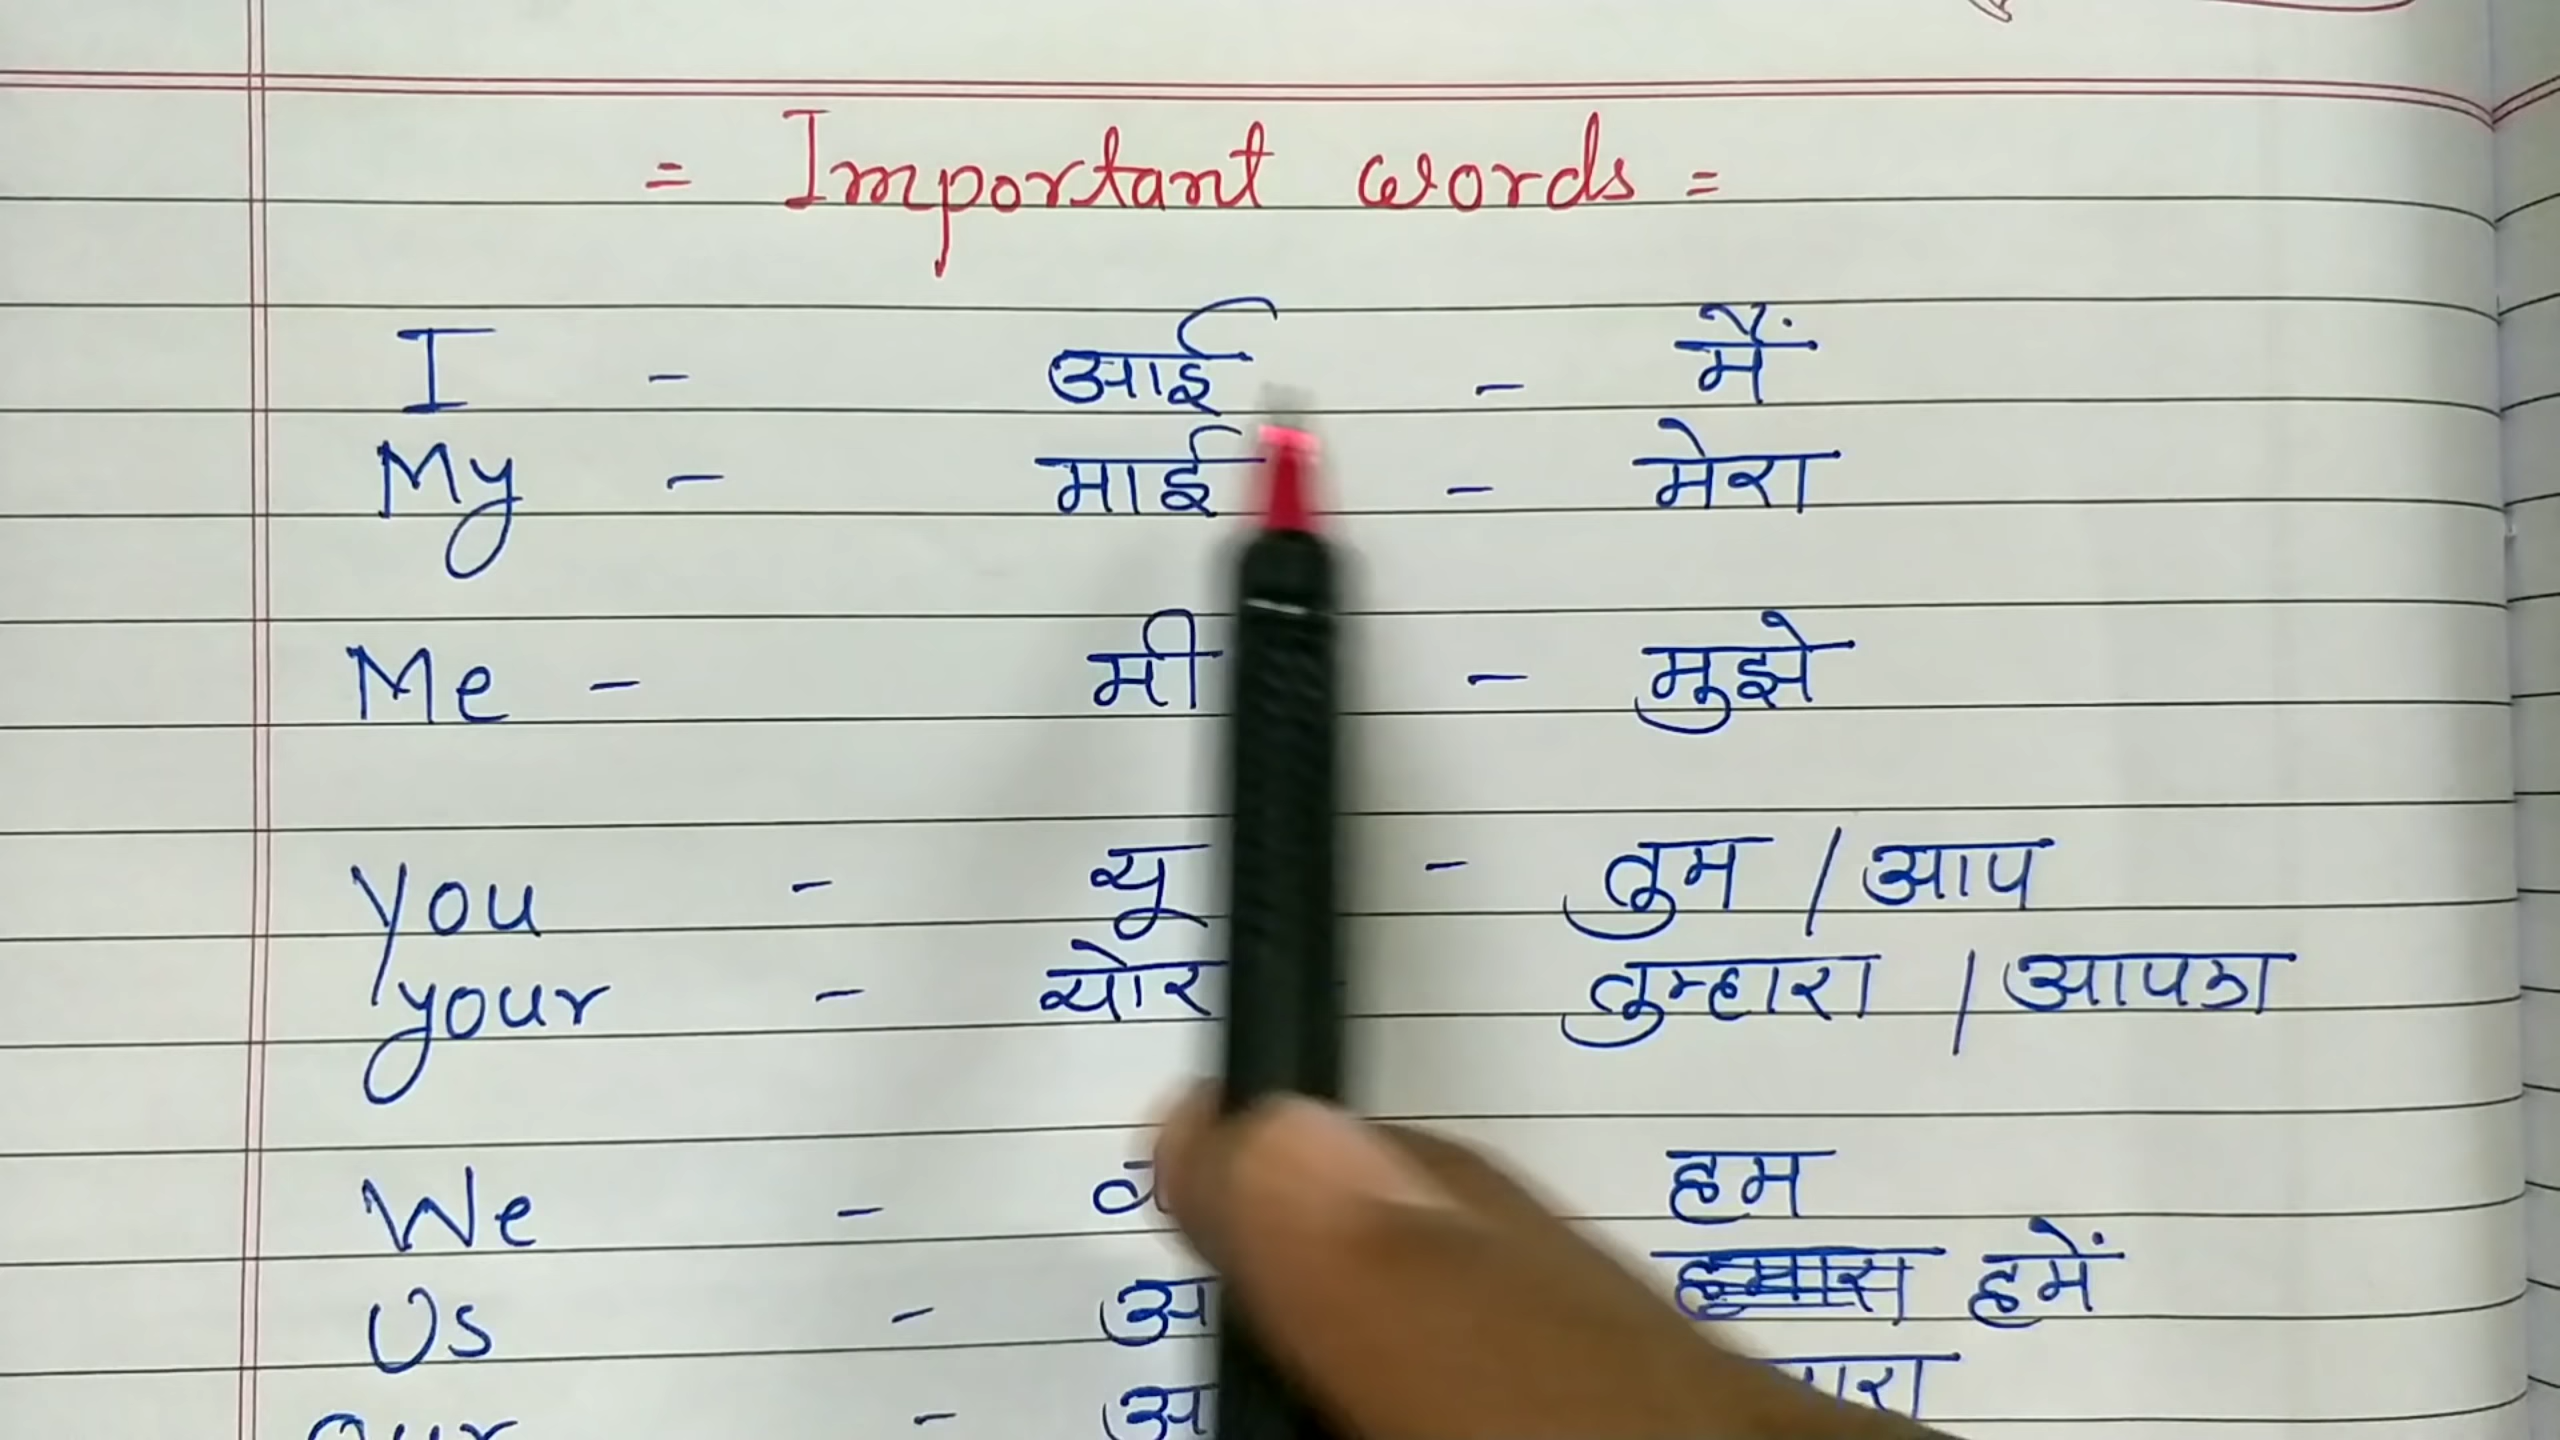 = Important words =
I - आई - मैं
My - माई - मेरा
Me - मी - मुझे
You - यू - तुम / आप
your - योर - तुम्हारा / आपका
We - हम
Us - हमें